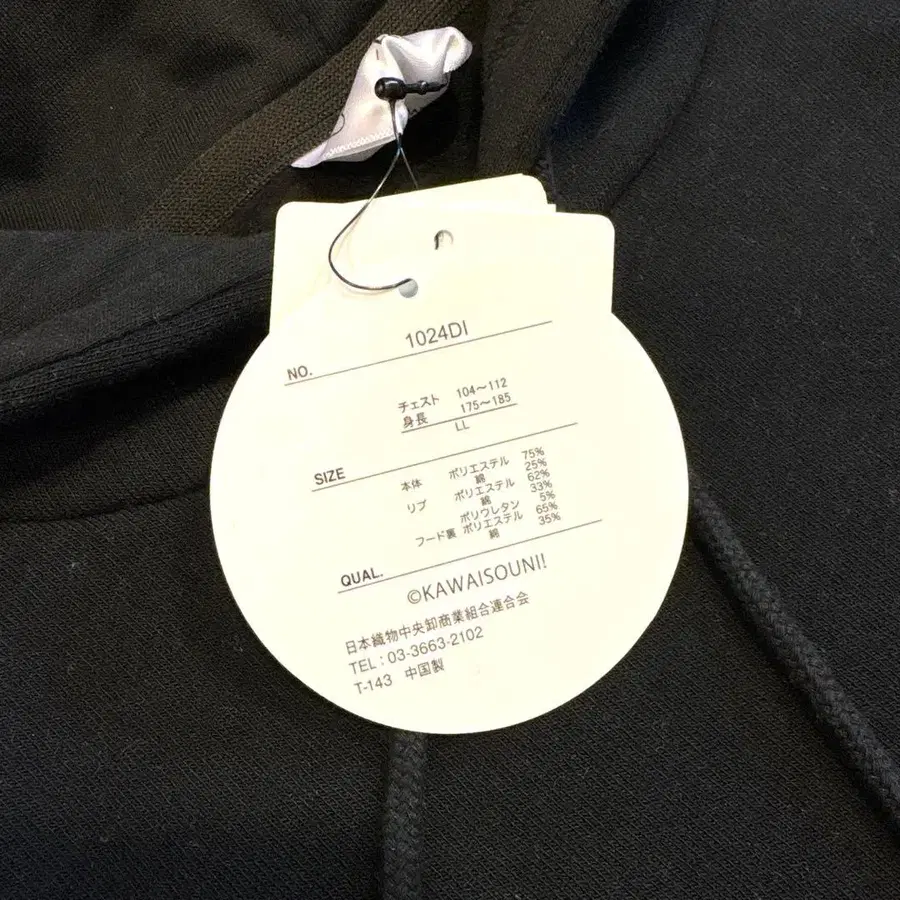 NO. 1024DI
チェスト 104〜112
身長 175〜185
LL
SIZE
本体 ポリエステル 75%
綿 25%
リブ ポリエステル 62%
綿 33%
ポリウレタン 5%
フード裏 ポリエステル 65%
綿 35%
QUAL.
©KAWAISOUNI!
日本織物中央卸商業組合連合会
TEL : 03-3663-2102
T-143 中国製